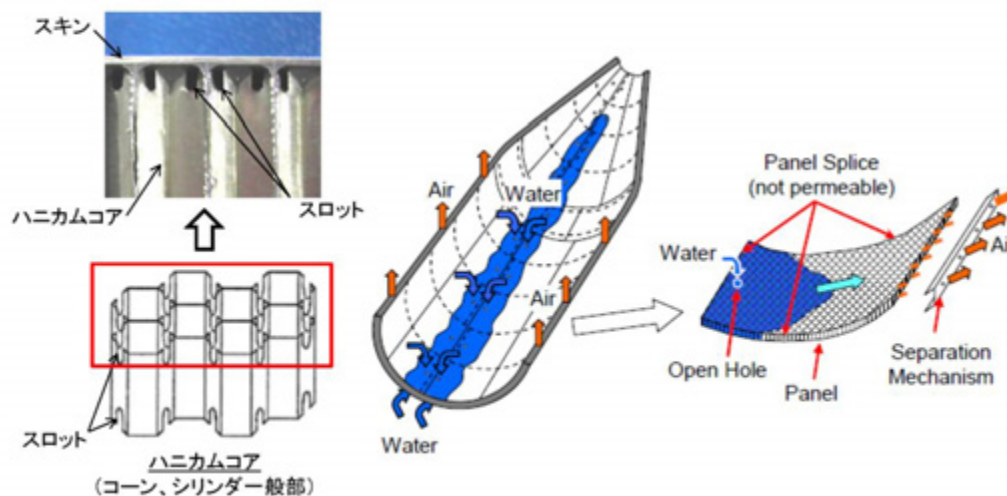 スキン
ハニカムコア
スロット
スロット
ハニカムコア
(コーン、シリンダー般部)
Air
Water
Air
Water
Panel Splice
(not permeable)
Water
Air
Open Hole
Panel
Separation
Mechanism